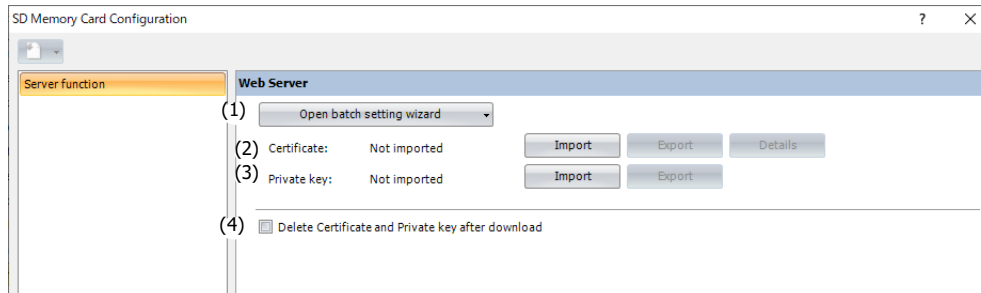 SD Memory Card Configuration ? ✕
Server function
Web Server
(1) Open batch setting wizard
(2) Certificate: Not imported Import Export Details
(3) Private key: Not imported Import Export
(4) Delete Certificate and Private key after download